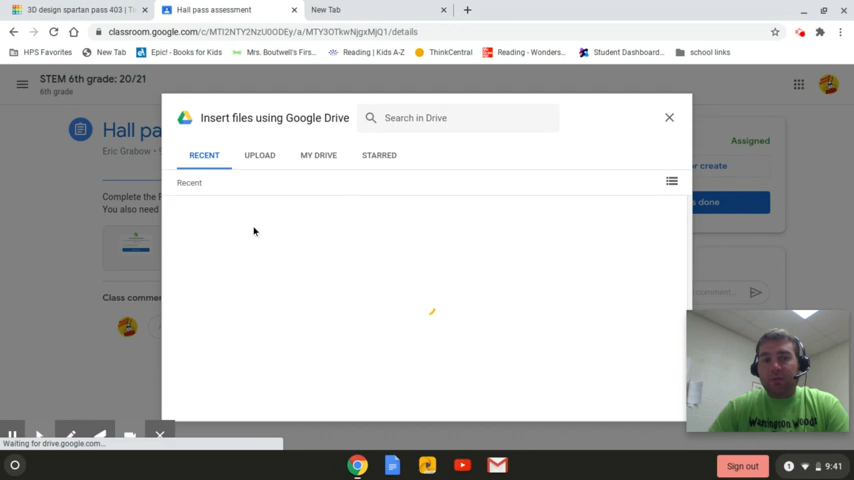 3D design spartan pass 403 | Ti
Hall pass assessment
New Tab
classroom.google.com/c/MTI2NTY2NzU0ODEy/a/MTY3OTkwNjgxMjQ1/details
HPS Favorites
New Tab
Epic! - Books for Kids
Mrs. Boutwell's Firs...
Reading | Kids A-Z
ThinkCentral
Reading - Wonders...
Student Dashboard...
school links
STEM 6th grade: 20/21
6th grade
Insert files using Google Drive
Search in Drive
Hall pa
Assigned
Eric Grabow • 9
RECENT
UPLOAD
MY DRIVE
STARRED
or create
Recent
Complete the F
s done
You also need
Class commen
comment...
Waiting for drive.google.com...
Sign out
1
9:41